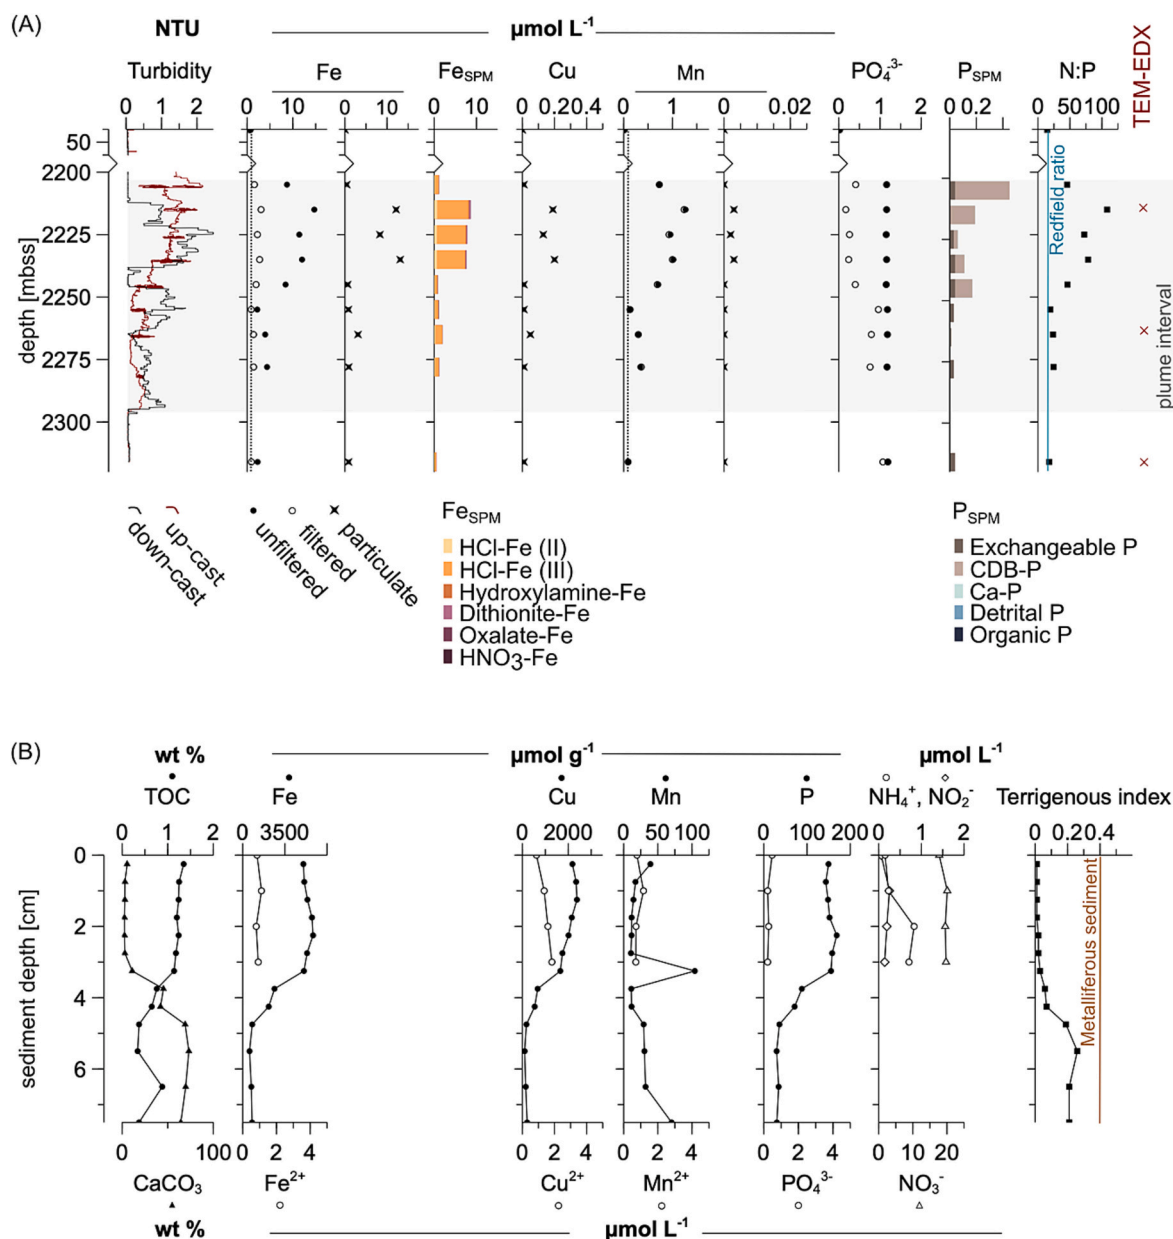 (A)
NTU
µmol L⁻¹
Turbidity
Fe
Fe_SPM
Cu
Mn
PO₄³⁻
P_SPM
N:P
TEM-EDX
0 1 2
0 10
0 10
0 10
0 0.20.4
0 1
0 0.02
0 1 2
0 0.2
0 50100
50
2200
2225
2250
2275
2300
depth [mbss]
Redfield ratio
plume interval
down-cast
up-cast
unfiltered
filtered
particulate
Fe_SPM
HCl-Fe (II)
HCl-Fe (III)
Hydroxylamine-Fe
Dithionite-Fe
Oxalate-Fe
HNO₃-Fe
P_SPM
Exchangeable P
CDB-P
Ca-P
Detrital P
Organic P
(B)
wt %
µmol g⁻¹
µmol L⁻¹
TOC
Fe
Cu
Mn
P
NH₄⁺, NO₂⁻
Terrigenous index
0 1 2
0 3500
0 2000
0 50 100
0 100 200
0 1 2
0 0.20.4
0
2
4
6
sediment depth [cm]
Metalliferous sediment
0 100
0 2 4
0 2 4
0 2 4
0 2 4
0 10 20
CaCO₃
Fe²⁺
Cu²⁺
Mn²⁺
PO₄³⁻
NO₃⁻
wt %
µmol L⁻¹